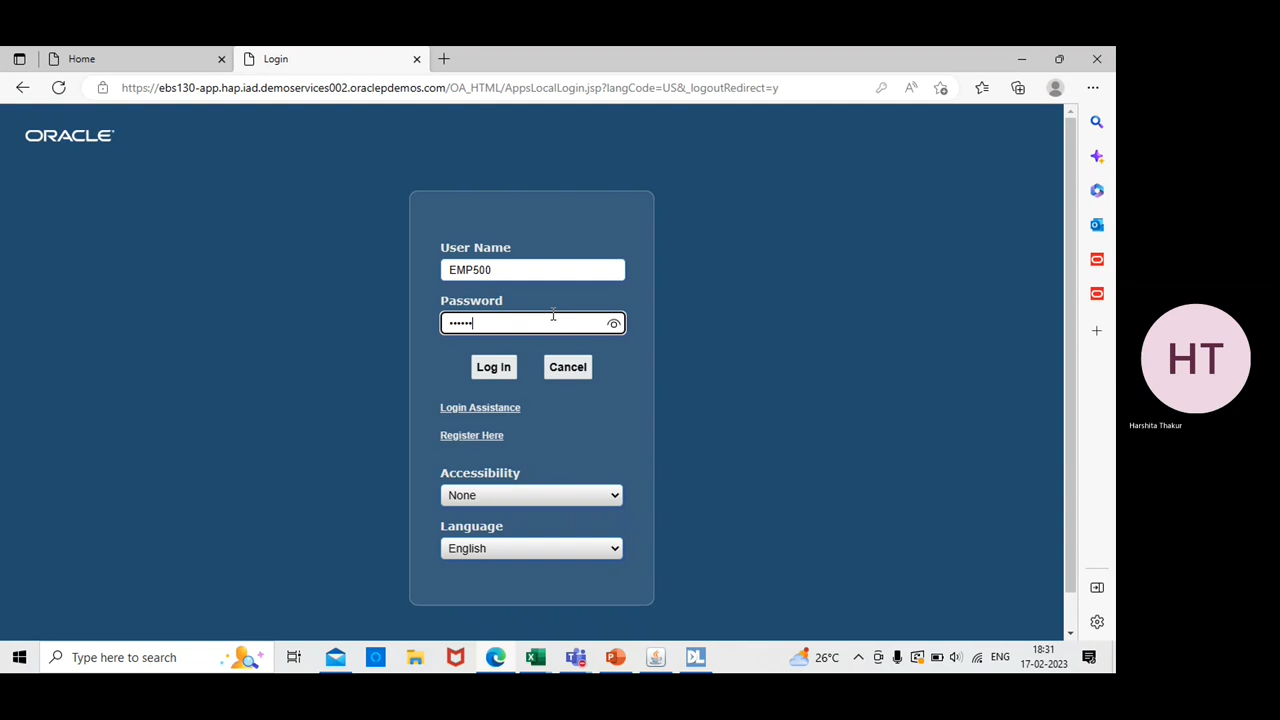 Home
Login
https://ebs130-app.hap.iad.demoservices002.oraclepdemos.com/OA_HTML/AppsLocalLogin.jsp?langCode=US&_logoutRedirect=y
ORACLE
User Name
EMP500
Password
••••••
Log In
Cancel
Login Assistance
Register Here
Accessibility
None
Language
English
HT
Harshita Thakur
Type here to search
26°C
ENG
18:31
17-02-2023